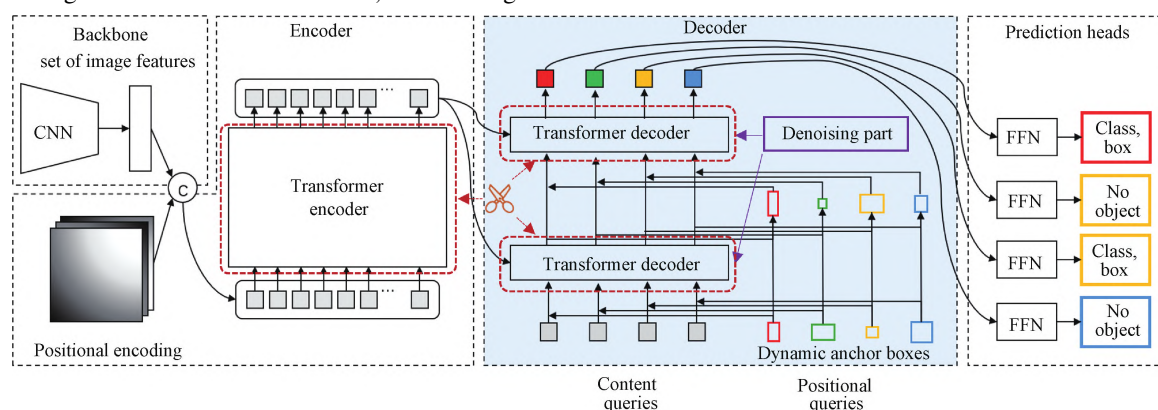 Backbone
set of image features
CNN
C
Positional encoding
Encoder
...
Transformer
encoder
...
Decoder
Transformer decoder
Denoising part
Transformer decoder
Dynamic anchor boxes
Content
queries
Positional
queries
Prediction heads
FFN
Class,
box
FFN
No
object
FFN
Class,
box
FFN
No
object